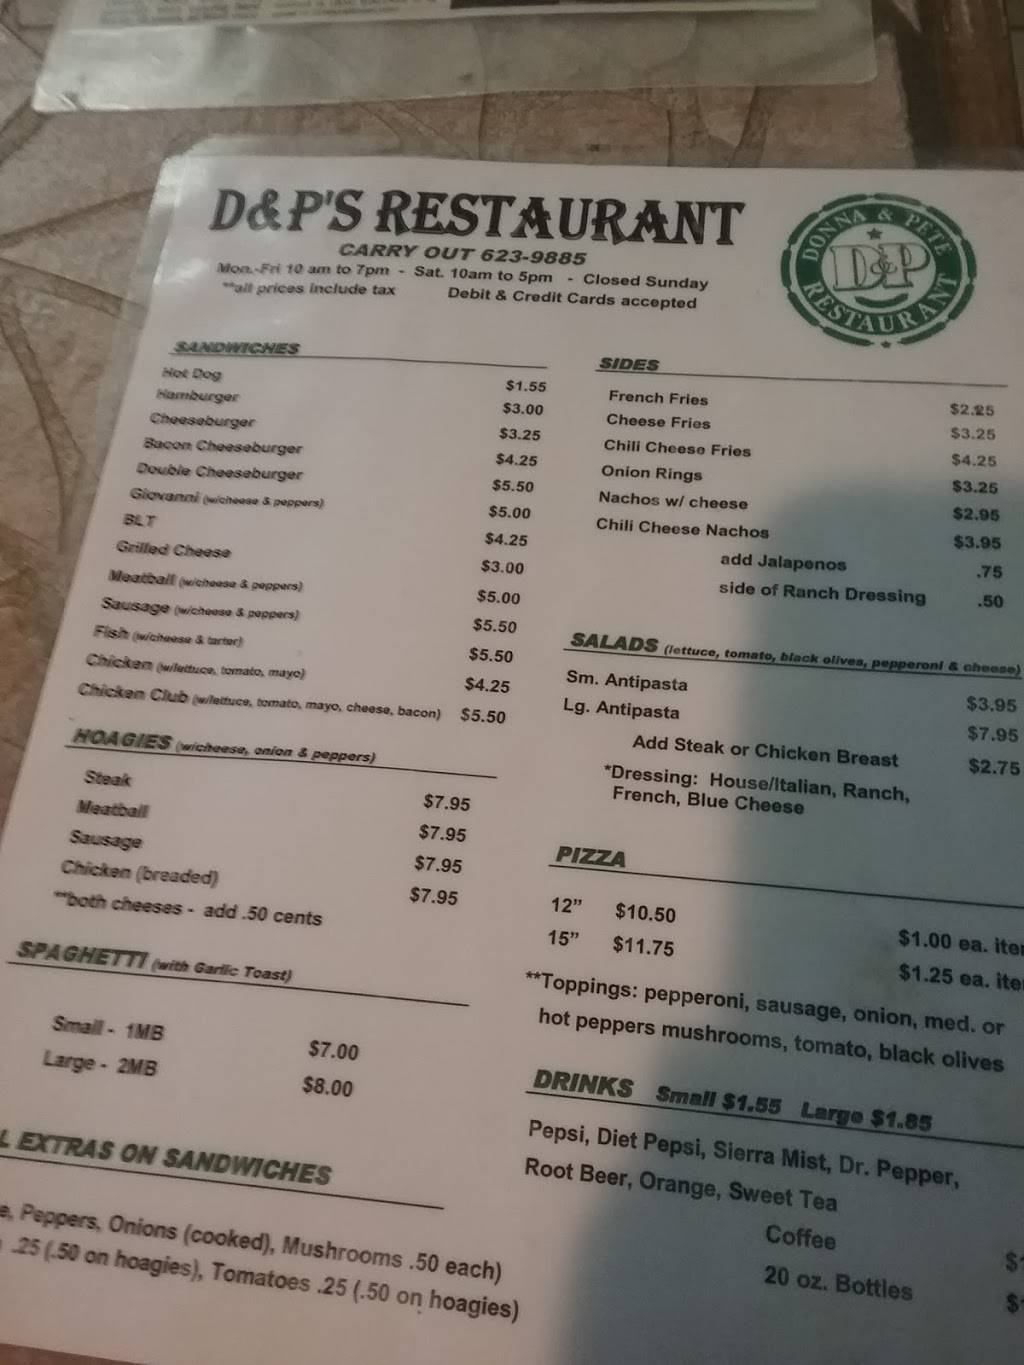 D&P'S RESTAURANT
CARRY OUT 623-9885
Mon.-Fri 10 am to 7pm - Sat. 10am to 5pm - Closed Sunday
**all prices include tax Debit & Credit Cards accepted
DONNA & PETE
D&P
RESTAURANT
SANDWICHES
Hot Dog $1.55
Hamburger $3.00
Cheeseburger $3.25
Bacon Cheeseburger $4.25
Double Cheeseburger $5.50
Giovanni (w/cheese & peppers) $5.00
BLT $4.25
Grilled Cheese $3.00
Meatball (w/cheese & peppers) $5.00
Sausage (w/cheese & peppers) $5.50
Fish (w/cheese & tarter) $5.50
Chicken (w/lettuce, tomato, mayo) $4.25
Chicken Club (w/lettuce, tomato, mayo, cheese, bacon) $5.50
HOAGIES (w/cheese, onion & peppers)
Steak $7.95
Meatball $7.95
Sausage $7.95
Chicken (breaded) $7.95
**both cheeses - add .50 cents
SPAGHETTI (with Garlic Toast)
Small - 1MB $7.00
Large - 2MB $8.00
L EXTRAS ON SANDWICHES
e, Peppers, Onions (cooked), Mushrooms .50 each)
.25 (.50 on hoagies), Tomatoes .25 (.50 on hoagies)
SIDES
French Fries $2.25
Cheese Fries $3.25
Chili Cheese Fries $4.25
Onion Rings $3.25
Nachos w/ cheese $2.95
Chili Cheese Nachos $3.95
add Jalapenos .75
side of Ranch Dressing .50
SALADS (lettuce, tomato, black olives, pepperoni & cheese)
Sm. Antipasta $3.95
Lg. Antipasta $7.95
Add Steak or Chicken Breast $2.75
*Dressing: House/Italian, Ranch,
French, Blue Cheese
PIZZA
12" $10.50 $1.00 ea. ite
15" $11.75 $1.25 ea. ite
**Toppings: pepperoni, sausage, onion, med. or
hot peppers mushrooms, tomato, black olives
DRINKS Small $1.55 Large $1.85
Pepsi, Diet Pepsi, Sierra Mist, Dr. Pepper,
Root Beer, Orange, Sweet Tea
Coffee
20 oz. Bottles